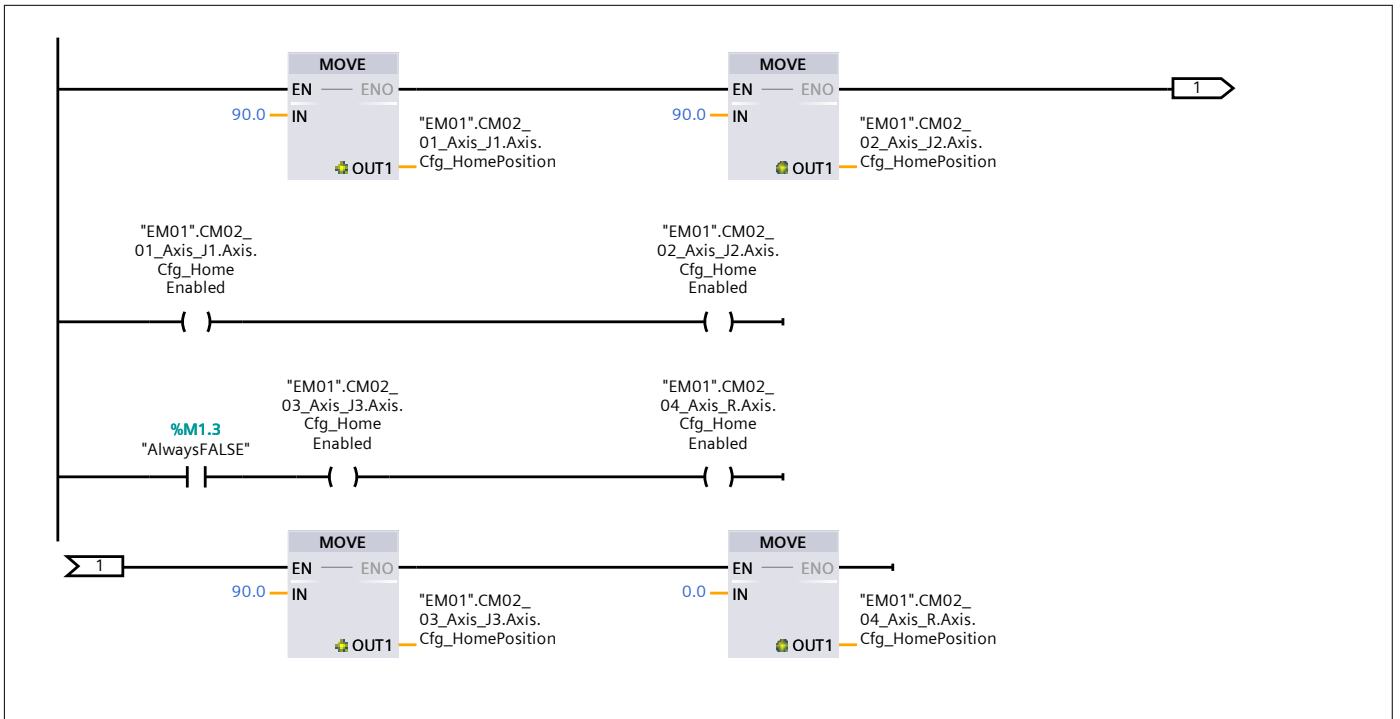 MOVE
EN ENO
90.0 IN
"EM01".CM02_
01_Axis_J1.Axis.
Cfg_HomePosition
OUT1
MOVE
EN ENO
90.0 IN
"EM01".CM02_
02_Axis_J2.Axis.
Cfg_HomePosition
OUT1
1
"EM01".CM02_
01_Axis_J1.Axis.
Cfg_Home
Enabled
"EM01".CM02_
02_Axis_J2.Axis.
Cfg_Home
Enabled
%M1.3
"AlwaysFALSE"
"EM01".CM02_
03_Axis_J3.Axis.
Cfg_Home
Enabled
"EM01".CM02_
04_Axis_R.Axis.
Cfg_Home
Enabled
1
MOVE
EN ENO
90.0 IN
"EM01".CM02_
03_Axis_J3.Axis.
Cfg_HomePosition
OUT1
MOVE
EN ENO
0.0 IN
"EM01".CM02_
04_Axis_R.Axis.
Cfg_HomePosition
OUT1